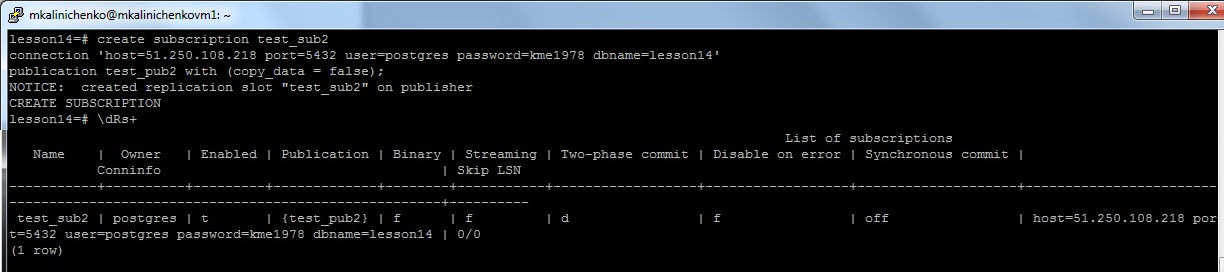 mkalinichenko@mkalinichenkovm1: ~
lesson14=# create subscription test_sub2
connection 'host=51.250.108.218 port=5432 user=postgres password=kme1978 dbname=lesson14'
publication test_pub2 with (copy_data = false);
NOTICE:  created replication slot "test_sub2" on publisher
CREATE SUBSCRIPTION
lesson14=# \dRs+
List of subscriptions
Name | Owner | Enabled | Publication | Binary | Streaming | Two-phase commit | Disable on error | Synchronous commit |
Conninfo | Skip LSN
-----------+----------+---------+-------------+--------+-----------+------------------+------------------+--------------------+--------------------------
---------------------------------------------------------+----------
test_sub2 | postgres | t | {test_pub2} | f | f | d | f | off | host=51.250.108.218 por
t=5432 user=postgres password=kme1978 dbname=lesson14 | 0/0
(1 row)